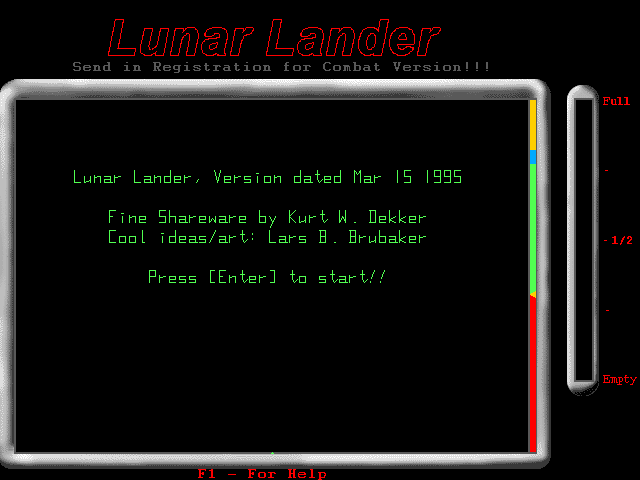 Lunar Lander
Send in Registration for Combat Version!!!
Full
Lunar Lander, Version dated Mar 15 1995
Fine Shareware by Kurt W. Dekker
- 1/2
Cool ideas/art: Lars B. Brubaker
Press [Enter] to start!!
Empty
F1 - For Help